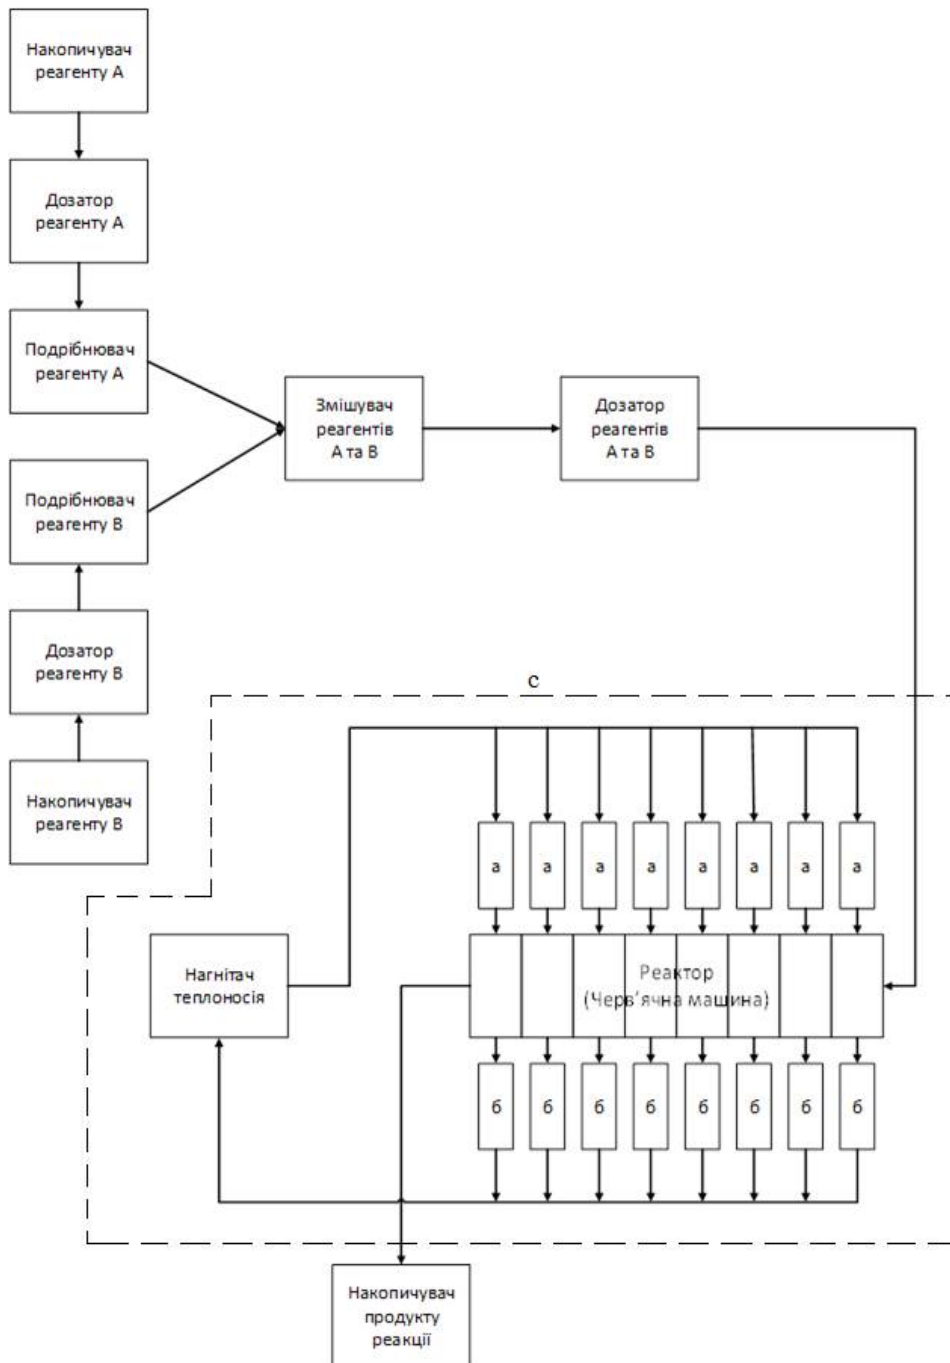 Накопичувач
реагенту А
Дозатор
реагенту А
Подрібнювач
реагенту А
Змішувач
реагентів
А та В
Дозатор
реагентів
А та В
Подрібнювач
реагенту В
Дозатор
реагенту В
Накопичувач
реагенту В
с
а а а а а а а а
Нагнітач
теплоносія
Реактор
(Черв'ячна машина)
б б б б б б б б
Накопичувач
продукту
реакції